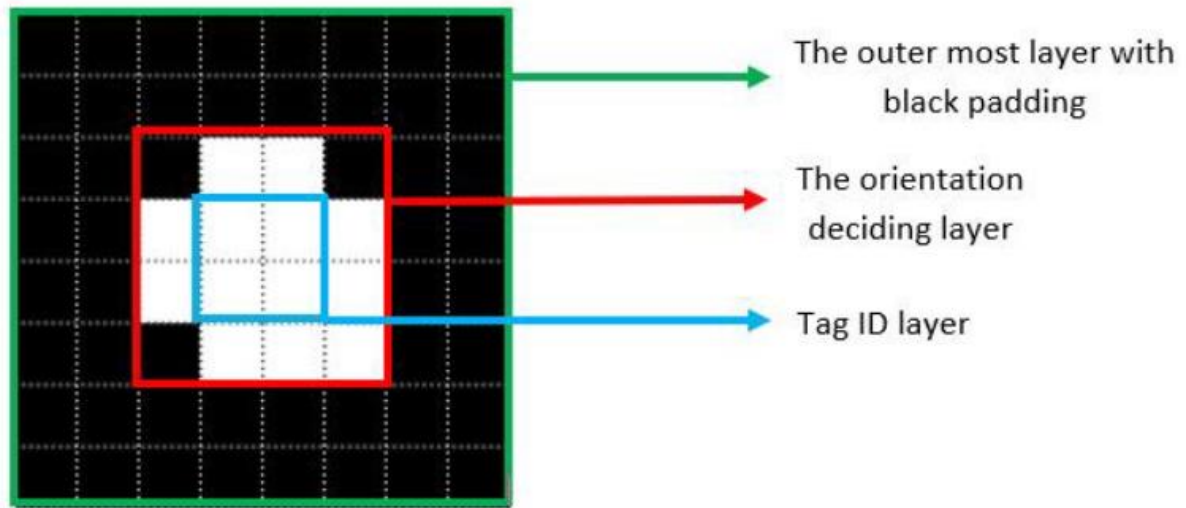 The outer most layer with
black padding
The orientation
deciding layer
Tag ID layer